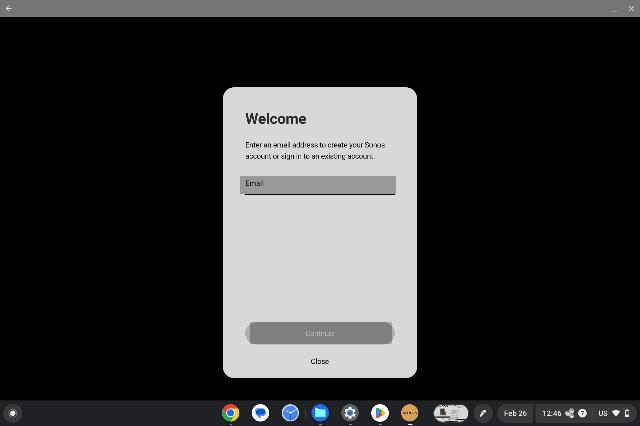 Welcome
Enter an email address to create your Sonos
account or sign in to an existing account.
Email
Continue
Close
SONOS
Feb 26
12:46
US